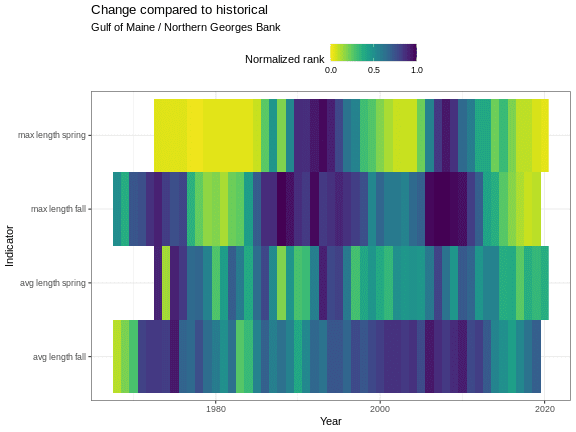 Change compared to historical
Gulf of Maine / Northern Georges Bank
Normalized rank
0.0 0.5 1.0
max length spring
max length fall
avg length spring
avg length fall
Indicator
1980 2000 2020
Year